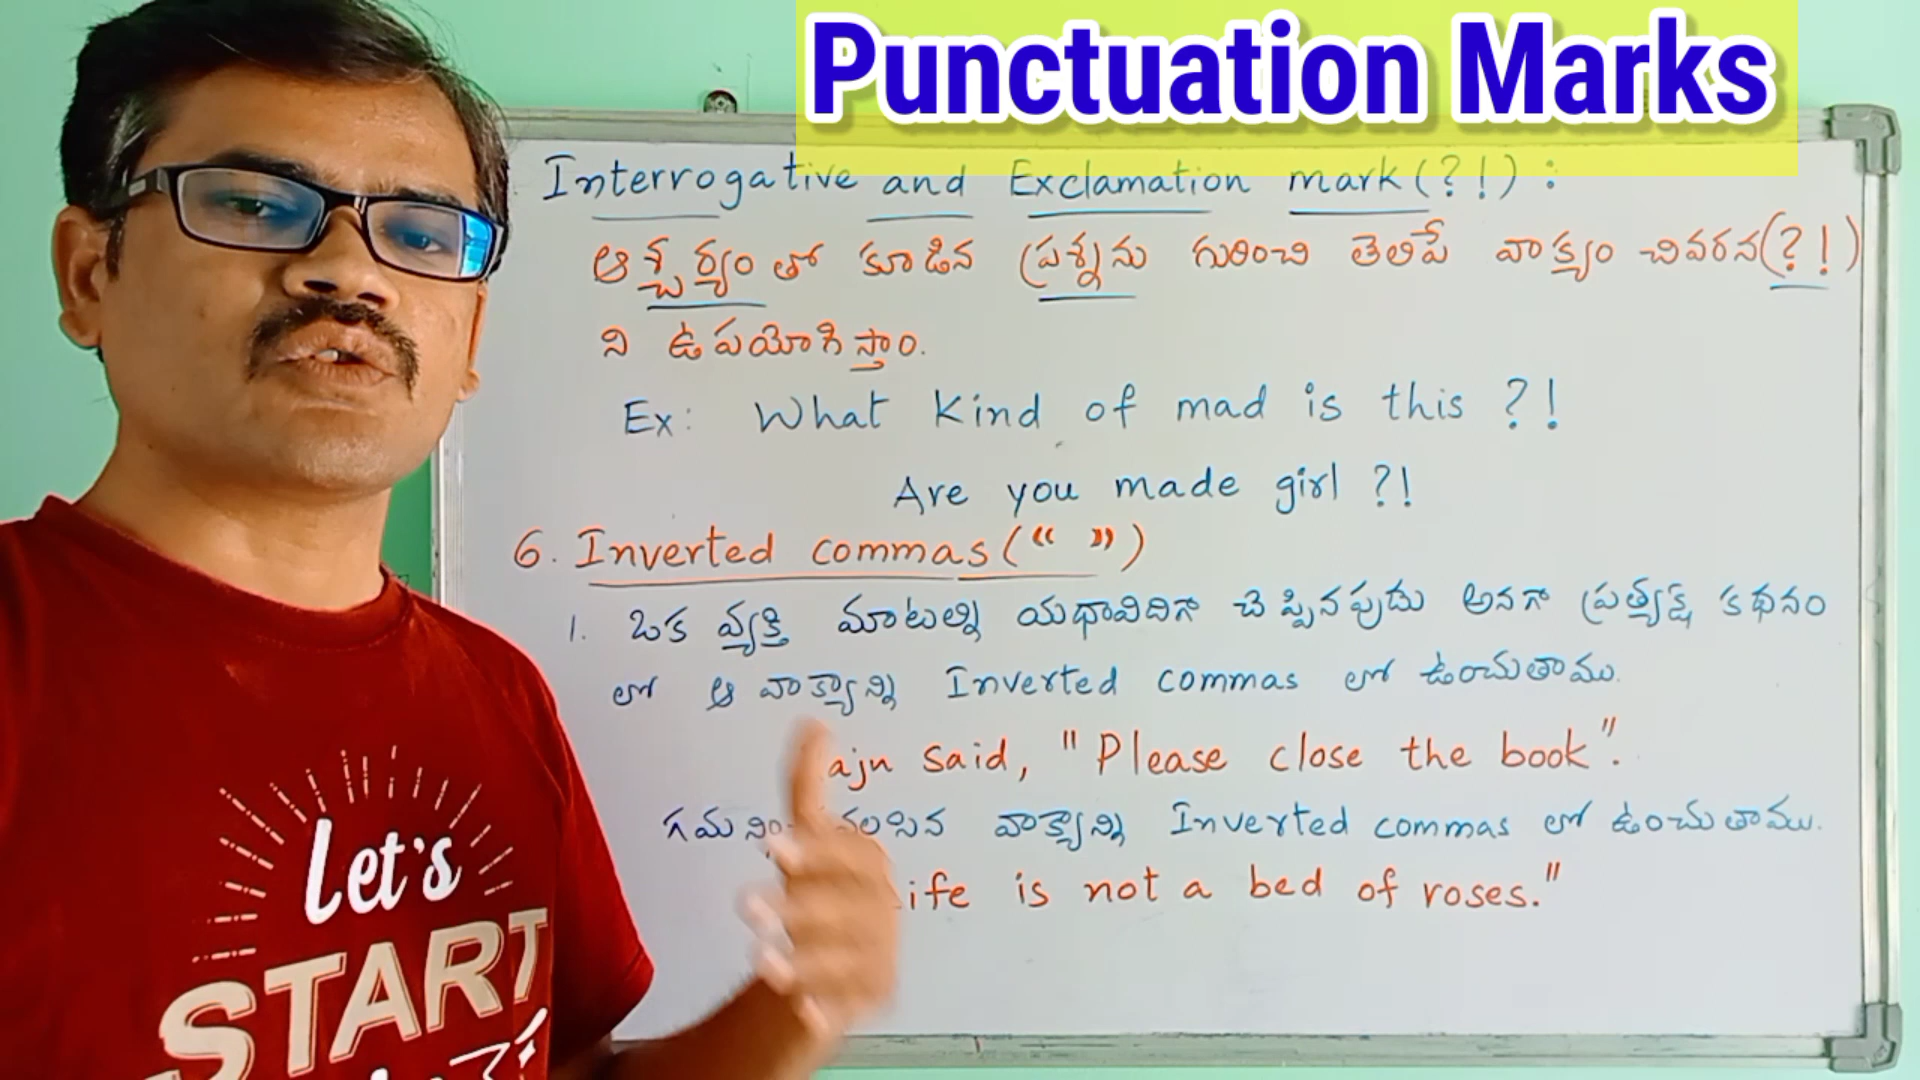 Punctuation Marks
Interrogative and Exclamation mark(?!):
ఆశ్చర్యంతో కూడిన ప్రశ్నను గురించి తెలిపే వాక్యం చివరన(?!)
ని ఉపయోగిస్తాం.
Ex: What kind of mad is this ?!
Are you made girl ?!
6. Inverted commas(“ ”)
1. ఒక వ్యక్తి మాటల్ని యథావిదిగా చెప్పినపుడు అనగా ప్రత్యక్ష కథనం
లో ఆ వాక్యాన్ని Inverted commas లో ఉంచుతాము.
said, "Please close the book".
వాక్యాన్ని Inverted commas లో ఉంచుతాము.
is not a bed of roses."
Let's
START